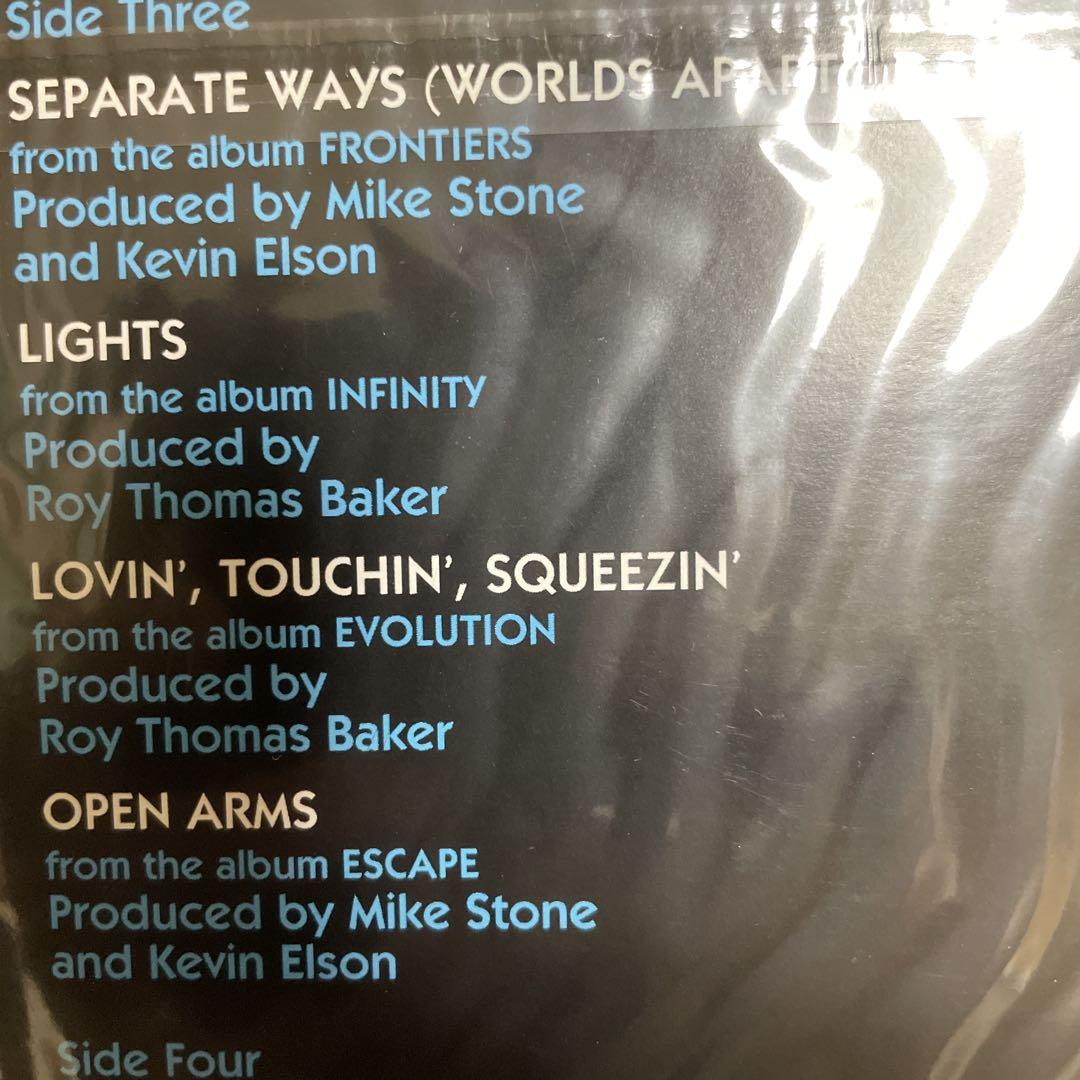 Side Three
SEPARATE WAYS (WORLDS APART
from the album FRONTIERS
Produced by Mike Stone
and Kevin Elson
LIGHTS
from the album INFINITY
Produced by
Roy Thomas Baker
LOVIN', TOUCHIN', SQUEEZIN'
from the album EVOLUTION
Produced by
Roy Thomas Baker
OPEN ARMS
from the album ESCAPE
Produced by Mike Stone
and Kevin Elson
Side Four